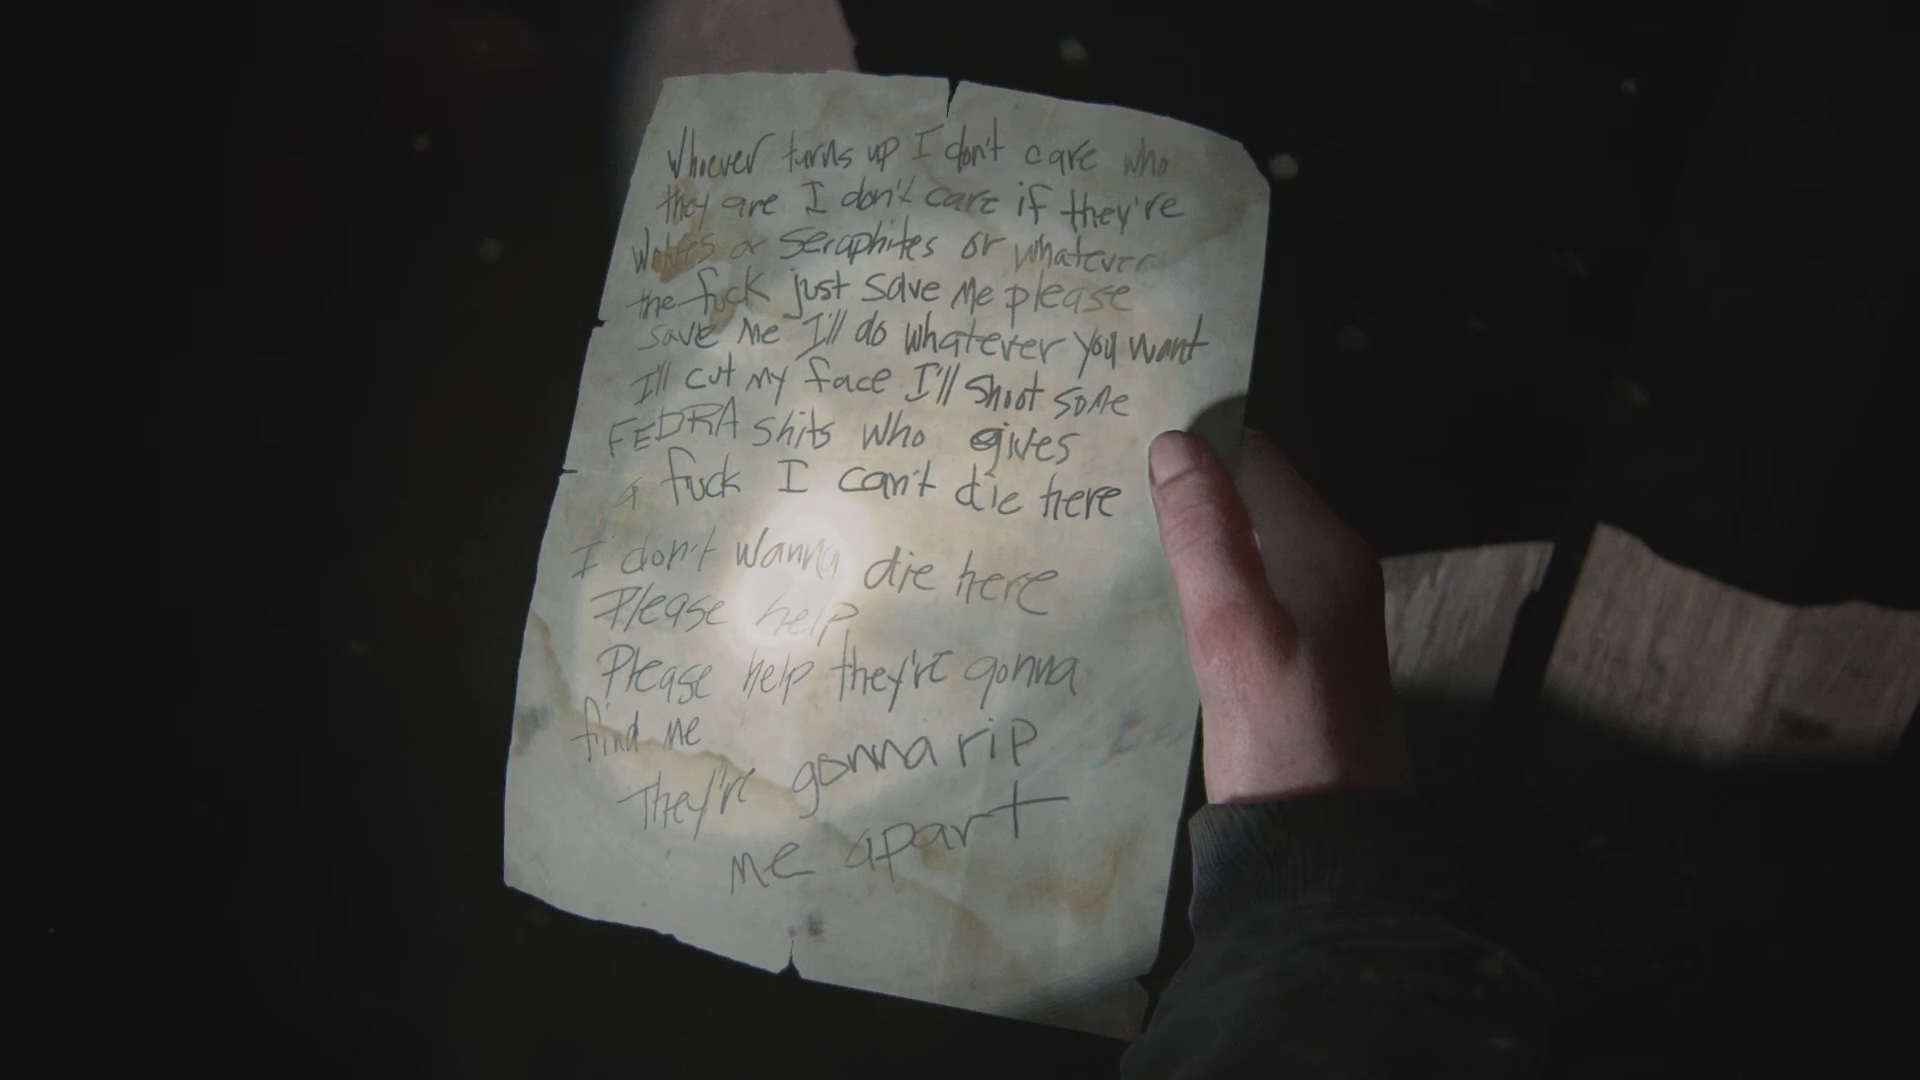 Whoever turns up I don't care who
they are I don't care if they're
Wolves or Seraphites or whatever
the fuck just save me please
save me I'll do whatever you want
I'll cut my face I'll shoot some
FEDRA shits who gives
a fuck I can't die here
I don't wanna die here
Please help
Please help they're gonna
find me
They're gonna rip
me apart